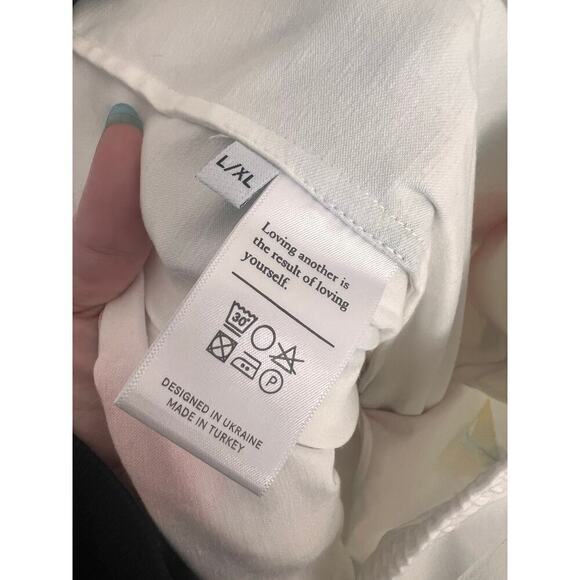 L/XL
Loving another is
the result of loving
yourself.
30°
P
DESIGNED IN UKRAINE
MADE IN TURKEY